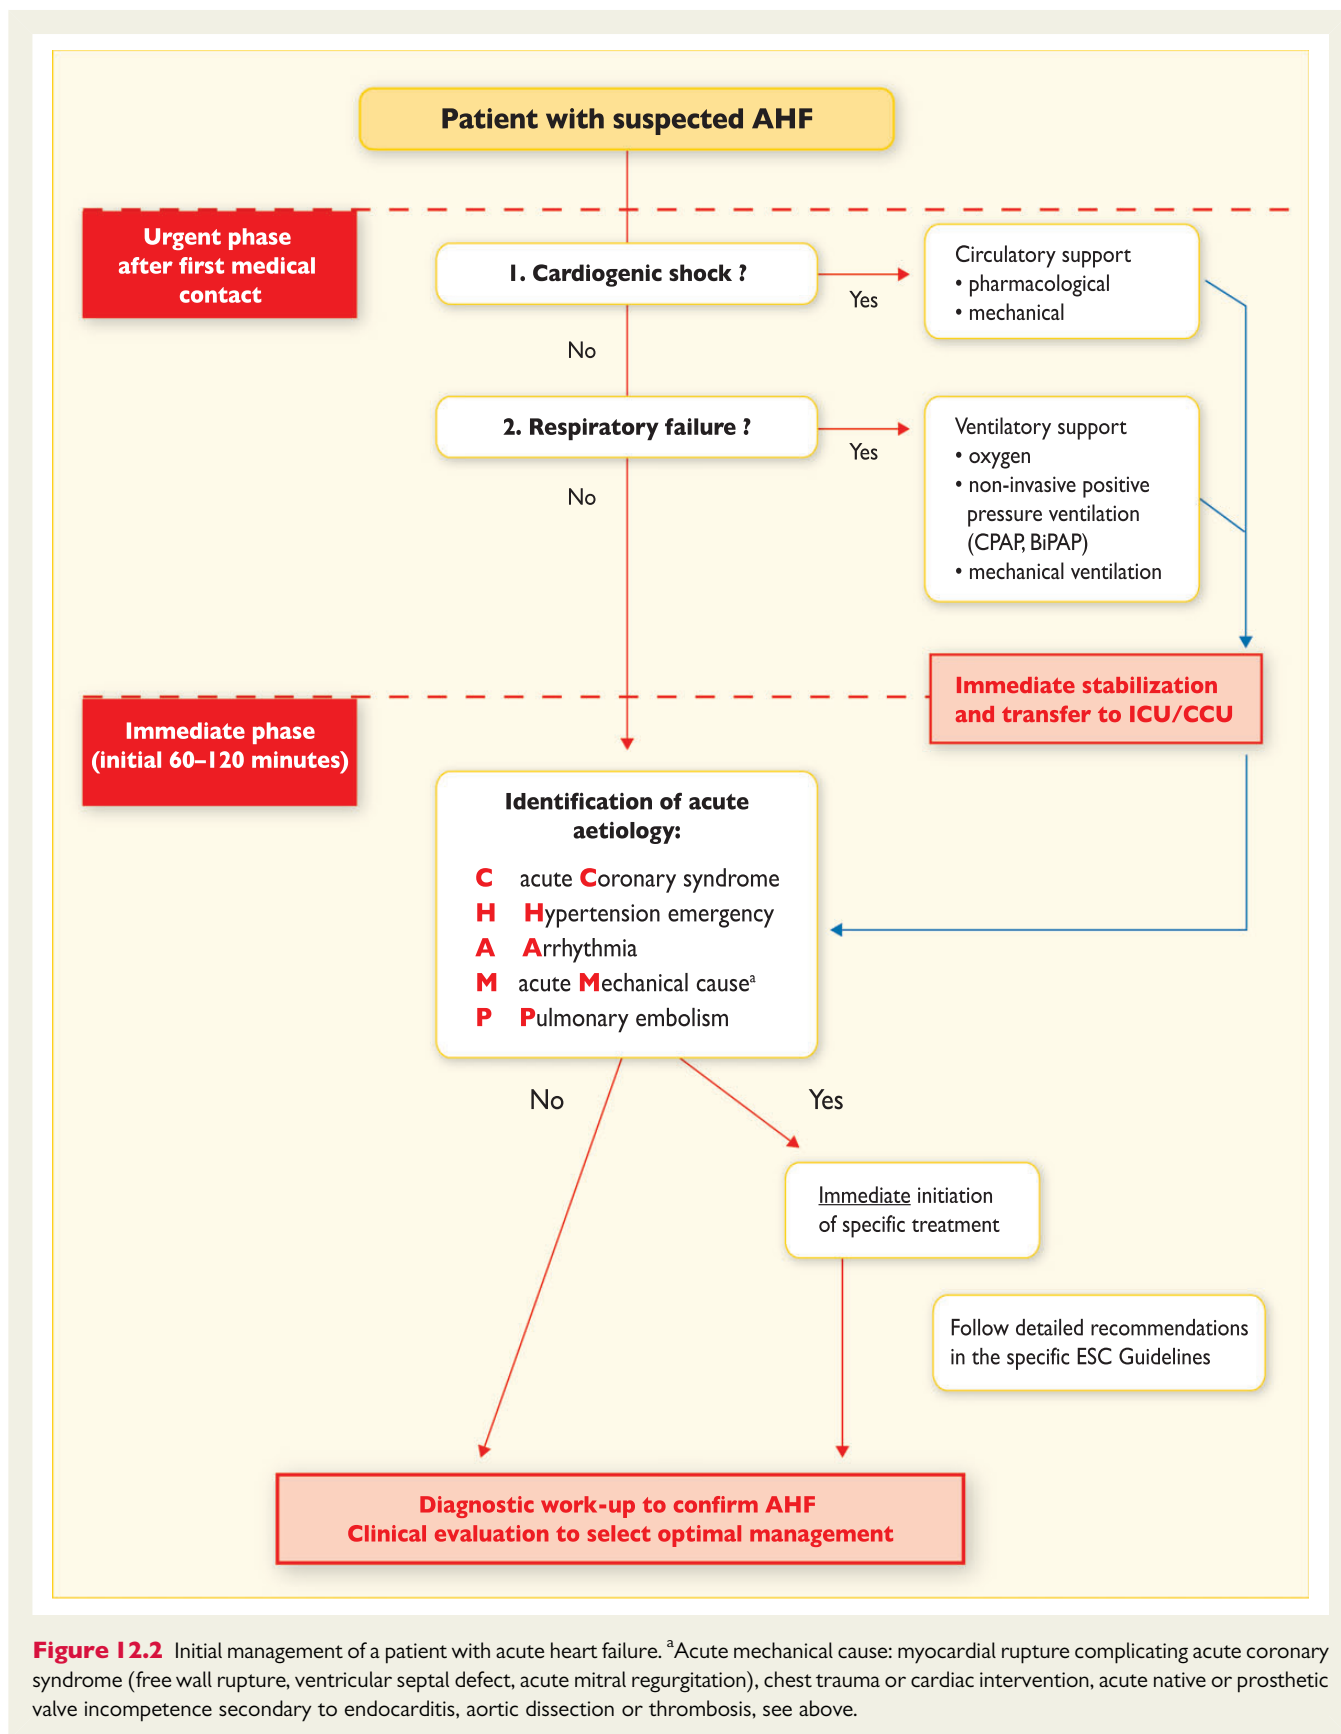 Patient with suspected AHF
Urgent phase
after first medical
contact
1. Cardiogenic shock ?
Yes
Circulatory support
• pharmacological
• mechanical
No
2. Respiratory failure ?
Yes
Ventilatory support
• oxygen
• non-invasive positive
pressure ventilation
(CPAP, BiPAP)
• mechanical ventilation
No
Immediate stabilization
and transfer to ICU/CCU
Immediate phase
(initial 60–120 minutes)
Identification of acute
aetiology:
C acute Coronary syndrome
H Hypertension emergency
A Arrhythmia
M acute Mechanical causeᵃ
P Pulmonary embolism
No
Yes
Immediate initiation
of specific treatment
Follow detailed recommendations
in the specific ESC Guidelines
Diagnostic work-up to confirm AHF
Clinical evaluation to select optimal management
Figure 12.2 Initial management of a patient with acute heart failure. ᵃAcute mechanical cause: myocardial rupture complicating acute coronary
syndrome (free wall rupture, ventricular septal defect, acute mitral regurgitation), chest trauma or cardiac intervention, acute native or prosthetic
valve incompetence secondary to endocarditis, aortic dissection or thrombosis, see above.